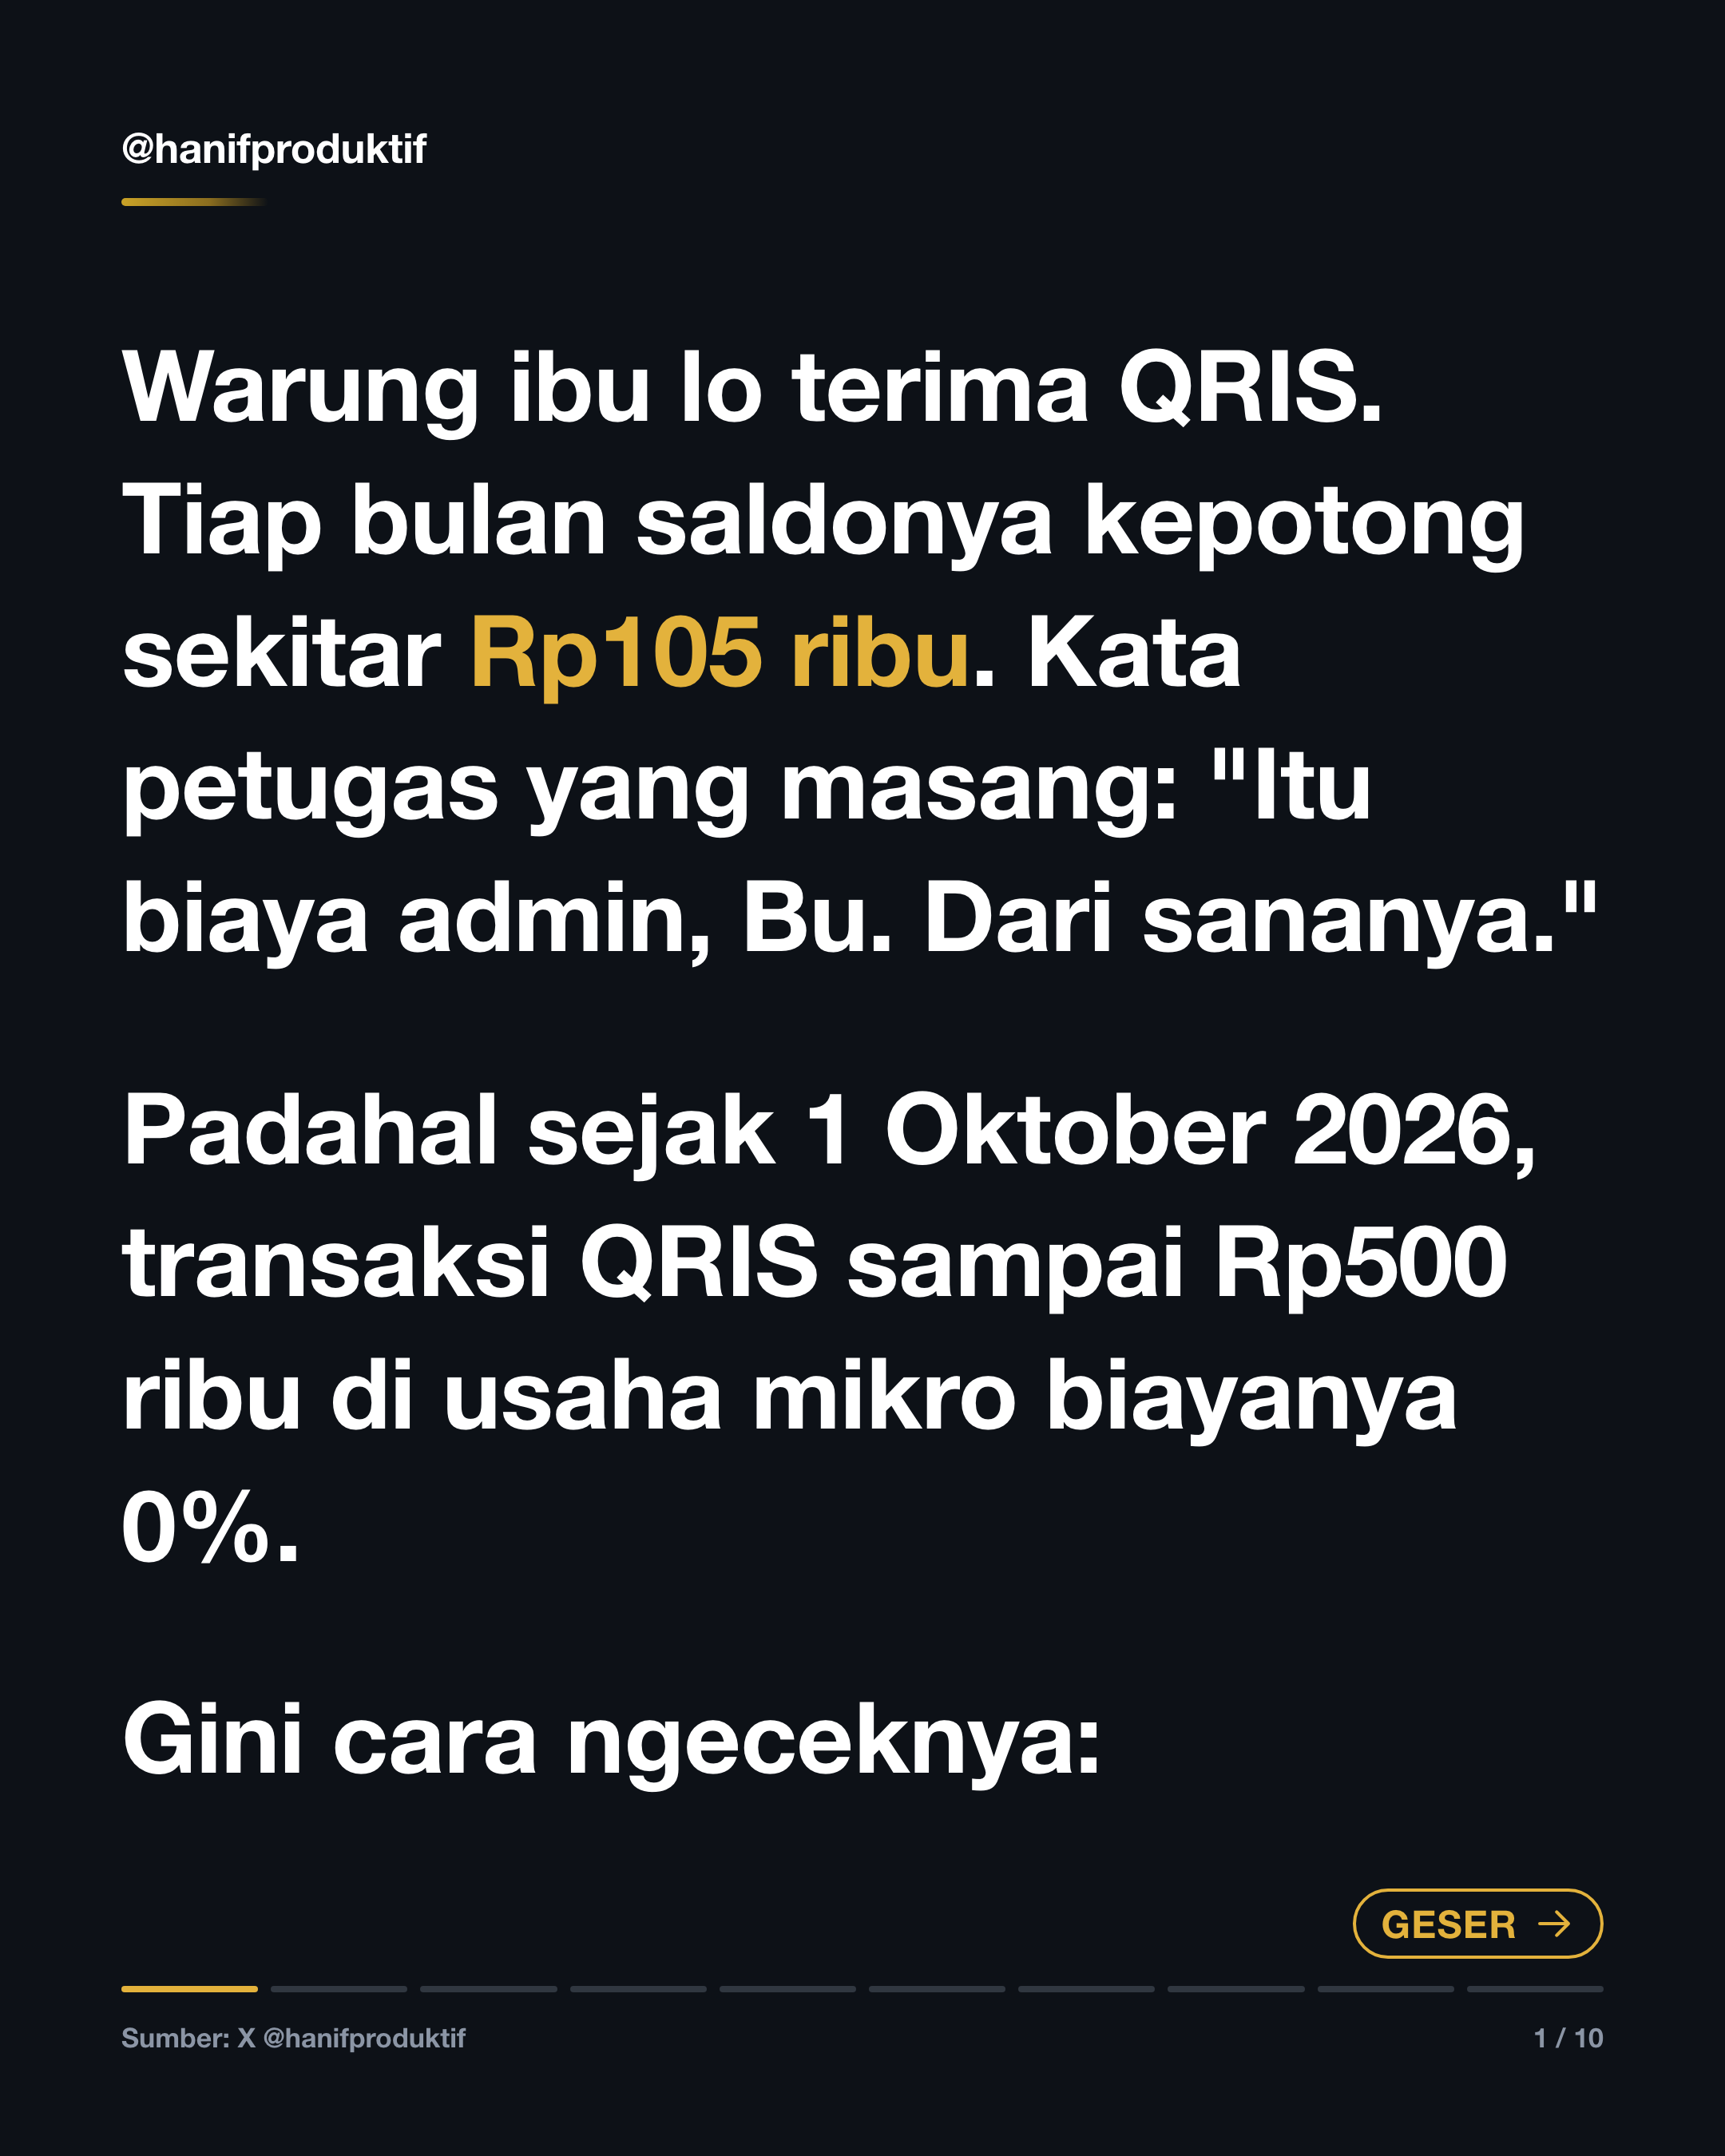 @hanifproduktif
Warung ibu lo terima QRIS.
Tiap bulan saldonya kepotong
sekitar Rp105 ribu. Kata
petugas yang masang: "Itu
biaya admin, Bu. Dari sananya."
Padahal sejak 1 Oktober 2026,
transaksi QRIS sampai Rp500
ribu di usaha mikro biayanya
0%.
Gini cara ngeceknya:
GESER →
Sumber: X @hanifproduktif
1 / 10